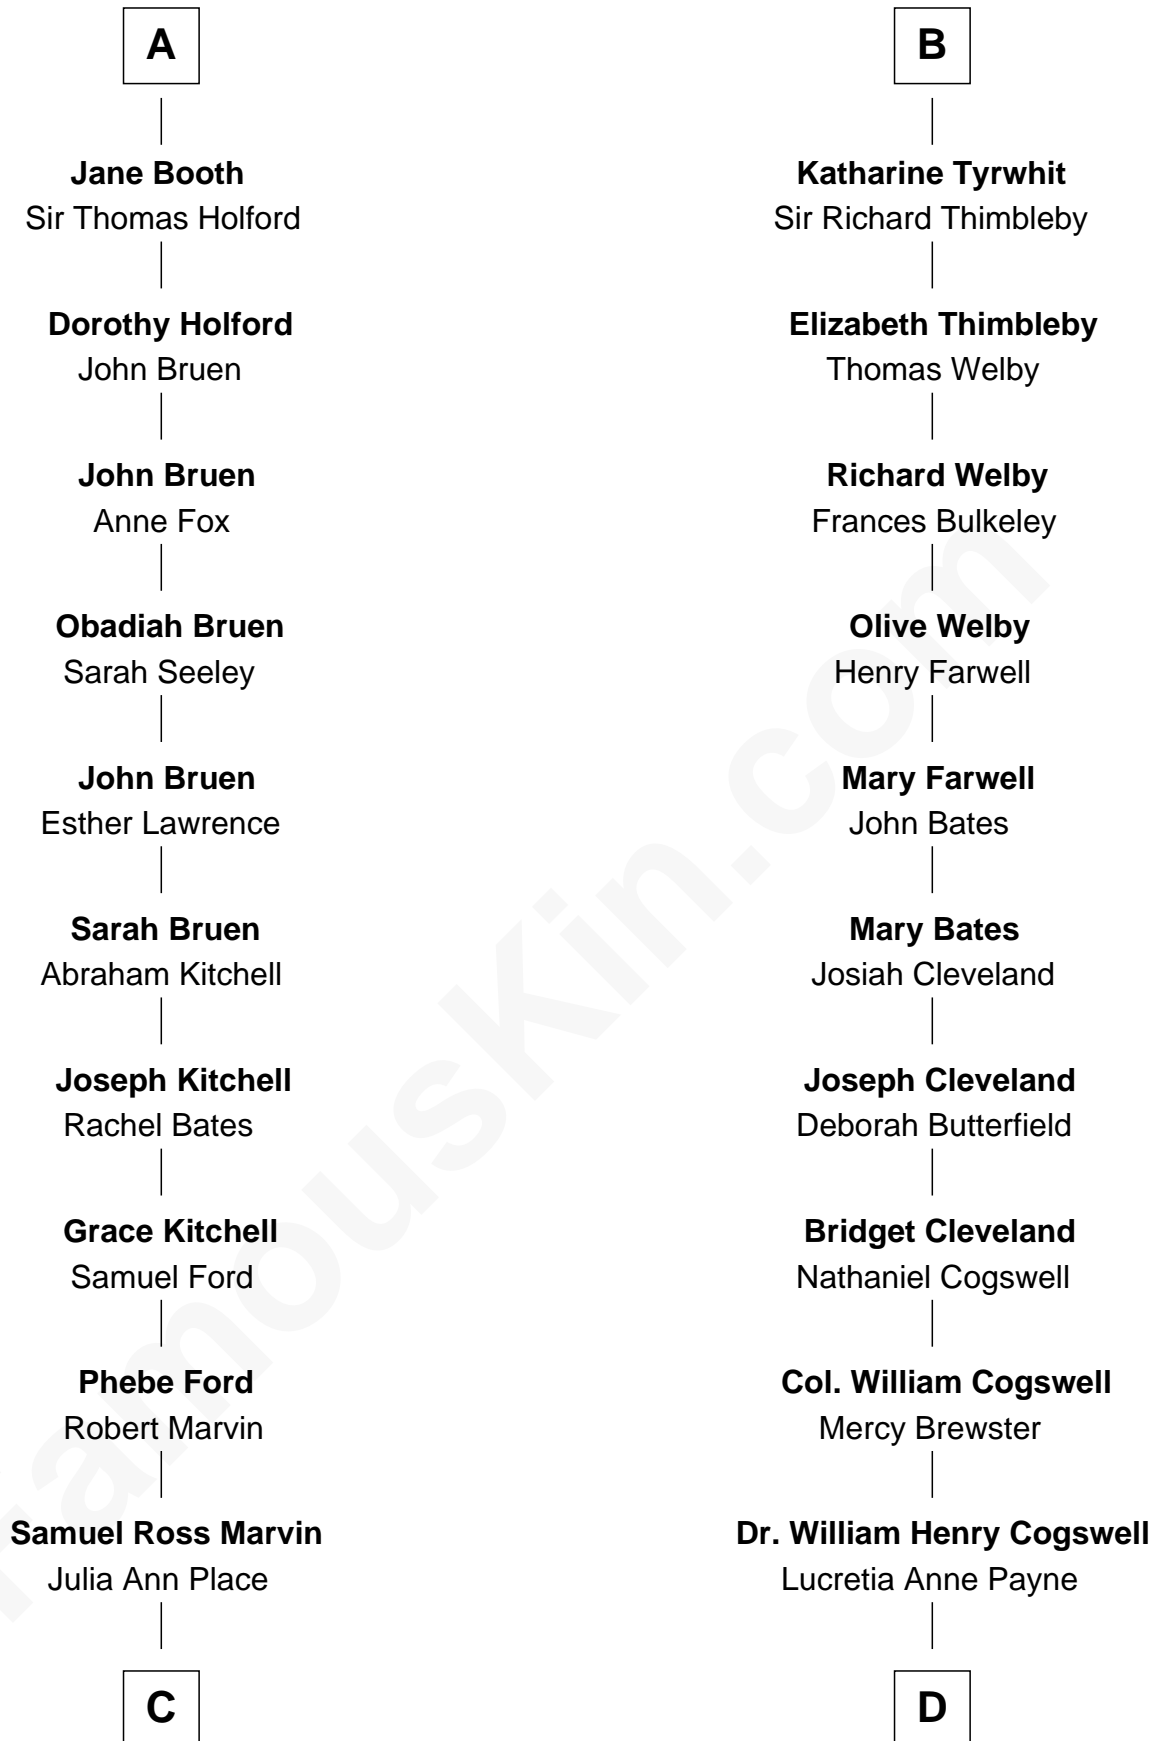 A
Jane Booth
Sir Thomas Holford
Dorothy Holford
John Bruen
John Bruen
Anne Fox
Obadiah Bruen
Sarah Seeley
John Bruen
Esther Lawrence
Sarah Bruen
Abraham Kitchell
Joseph Kitchell
Rachel Bates
Grace Kitchell
Samuel Ford
Phebe Ford
Robert Marvin
Samuel Ross Marvin
Julia Ann Place
C
B
Katharine Tyrwhit
Sir Richard Thimbleby
Elizabeth Thimbleby
Thomas Welby
Richard Welby
Frances Bulkeley
Olive Welby
Henry Farwell
Mary Farwell
John Bates
Mary Bates
Josiah Cleveland
Joseph Cleveland
Deborah Butterfield
Bridget Cleveland
Nathaniel Cogswell
Col. William Cogswell
Mercy Brewster
Dr. William Henry Cogswell
Lucretia Anne Payne
D
FamousKin.com